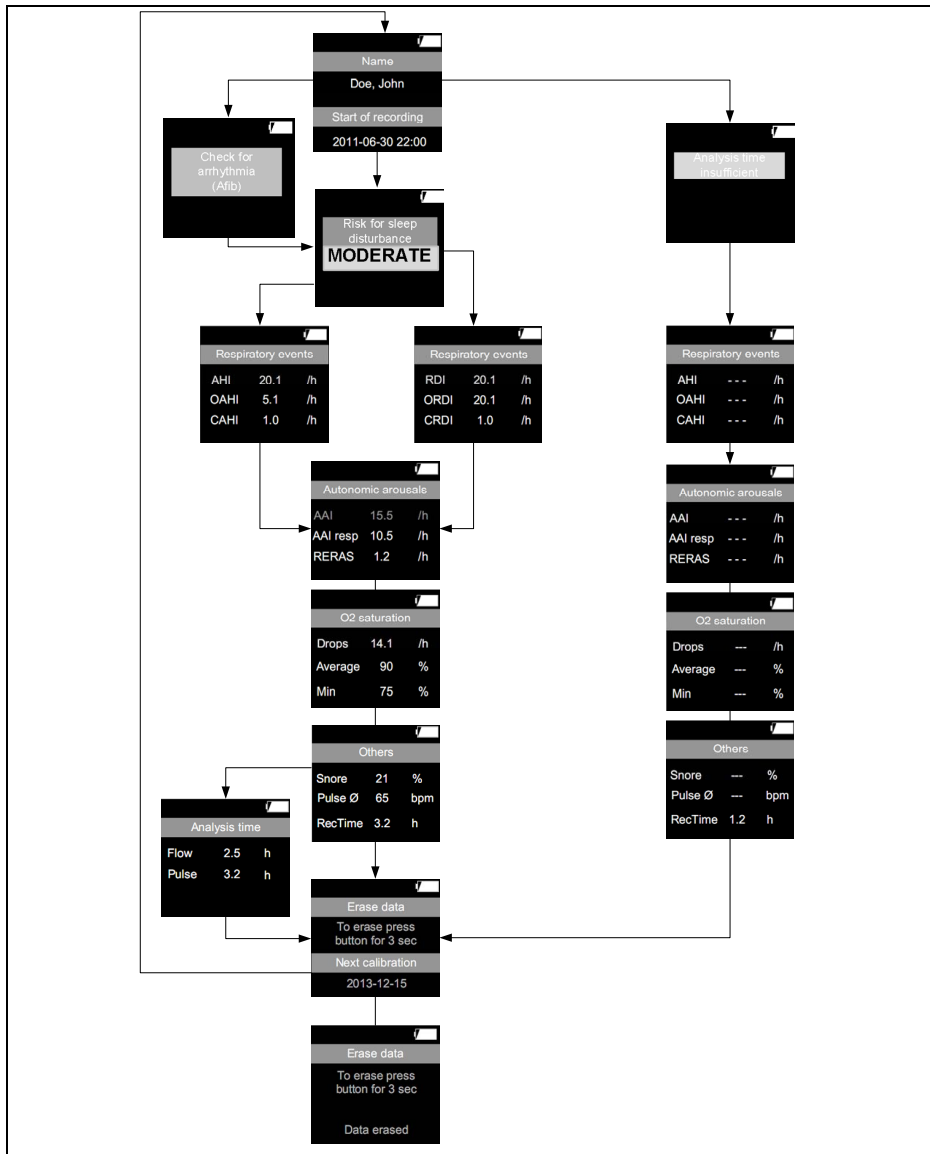 Name
Doe, John
Start of recording
2011-06-30 22:00
Check for
arrhythmia
(Afib)
Analysis time
insufficient
Risk for sleep
disturbance
MODERATE
Respiratory events
AHI 20.1 /h
OAHI 5.1 /h
CAHI 1.0 /h
Respiratory events
RDI 20.1 /h
ORDI 20.1 /h
CRDI 1.0 /h
Respiratory events
AHI - - - /h
OAHI - - - /h
CAHI - - - /h
Autonomic arousals
AAI 15.5 /h
AAI resp 10.5 /h
RERAS 1.2 /h
Autonomic arousals
AAI - - - /h
AAI resp - - - /h
RERAS - - - /h
O2 saturation
Drops 14.1 /h
Average 90 %
Min 75 %
O2 saturation
Drops --- /h
Average --- %
Min --- %
Others
Snore 21 %
Pulse Ø 65 bpm
RecTime 3.2 h
Others
Snore --- %
Pulse Ø --- bpm
RecTime 1.2 h
Analysis time
Flow 2.5 h
Pulse 3.2 h
Erase data
To erase press
button for 3 sec
Next calibration
2013-12-15
Erase data
To erase press
button for 3 sec
Data erased